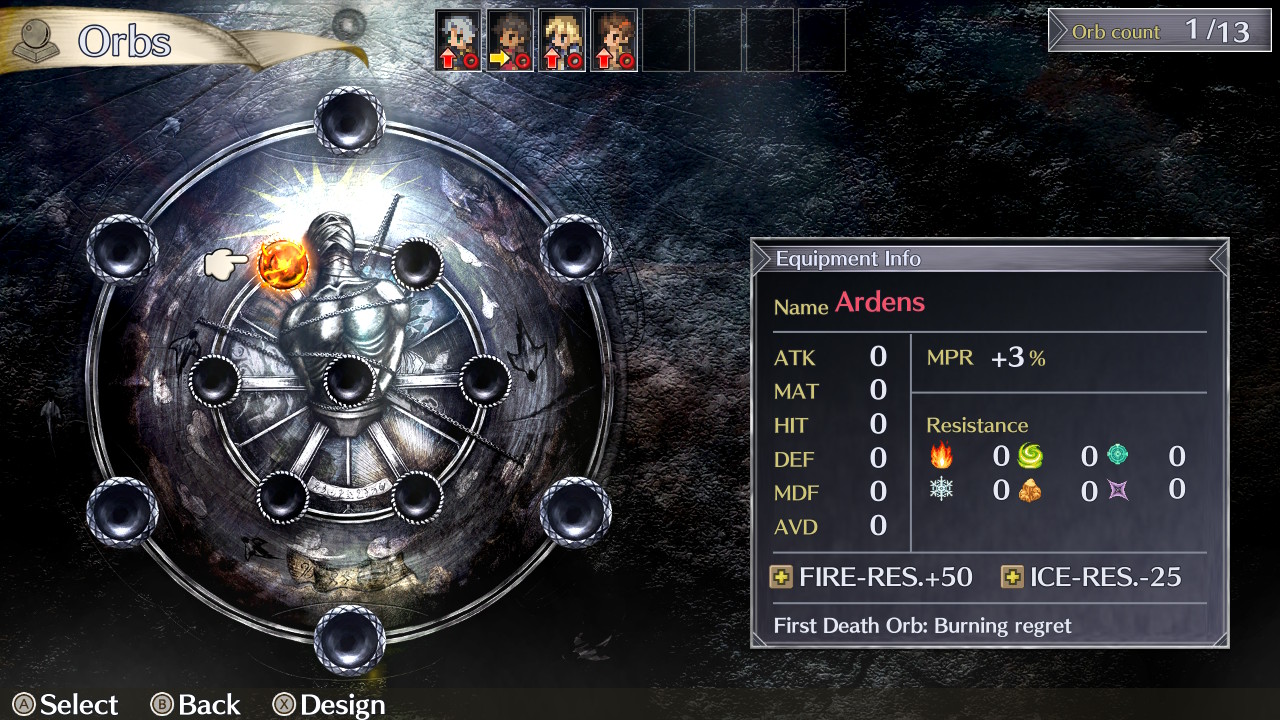 Orbs
Orb count 1/13
Equipment Info
Name Ardens
ATK 0
MAT 0
HIT 0
DEF 0
MDF 0
AVD 0
MPR +3 %
Resistance
0 0 0
0 0 0
FIRE-RES.+50 ICE-RES.-25
First Death Orb: Burning regret
A Select B Back X Design